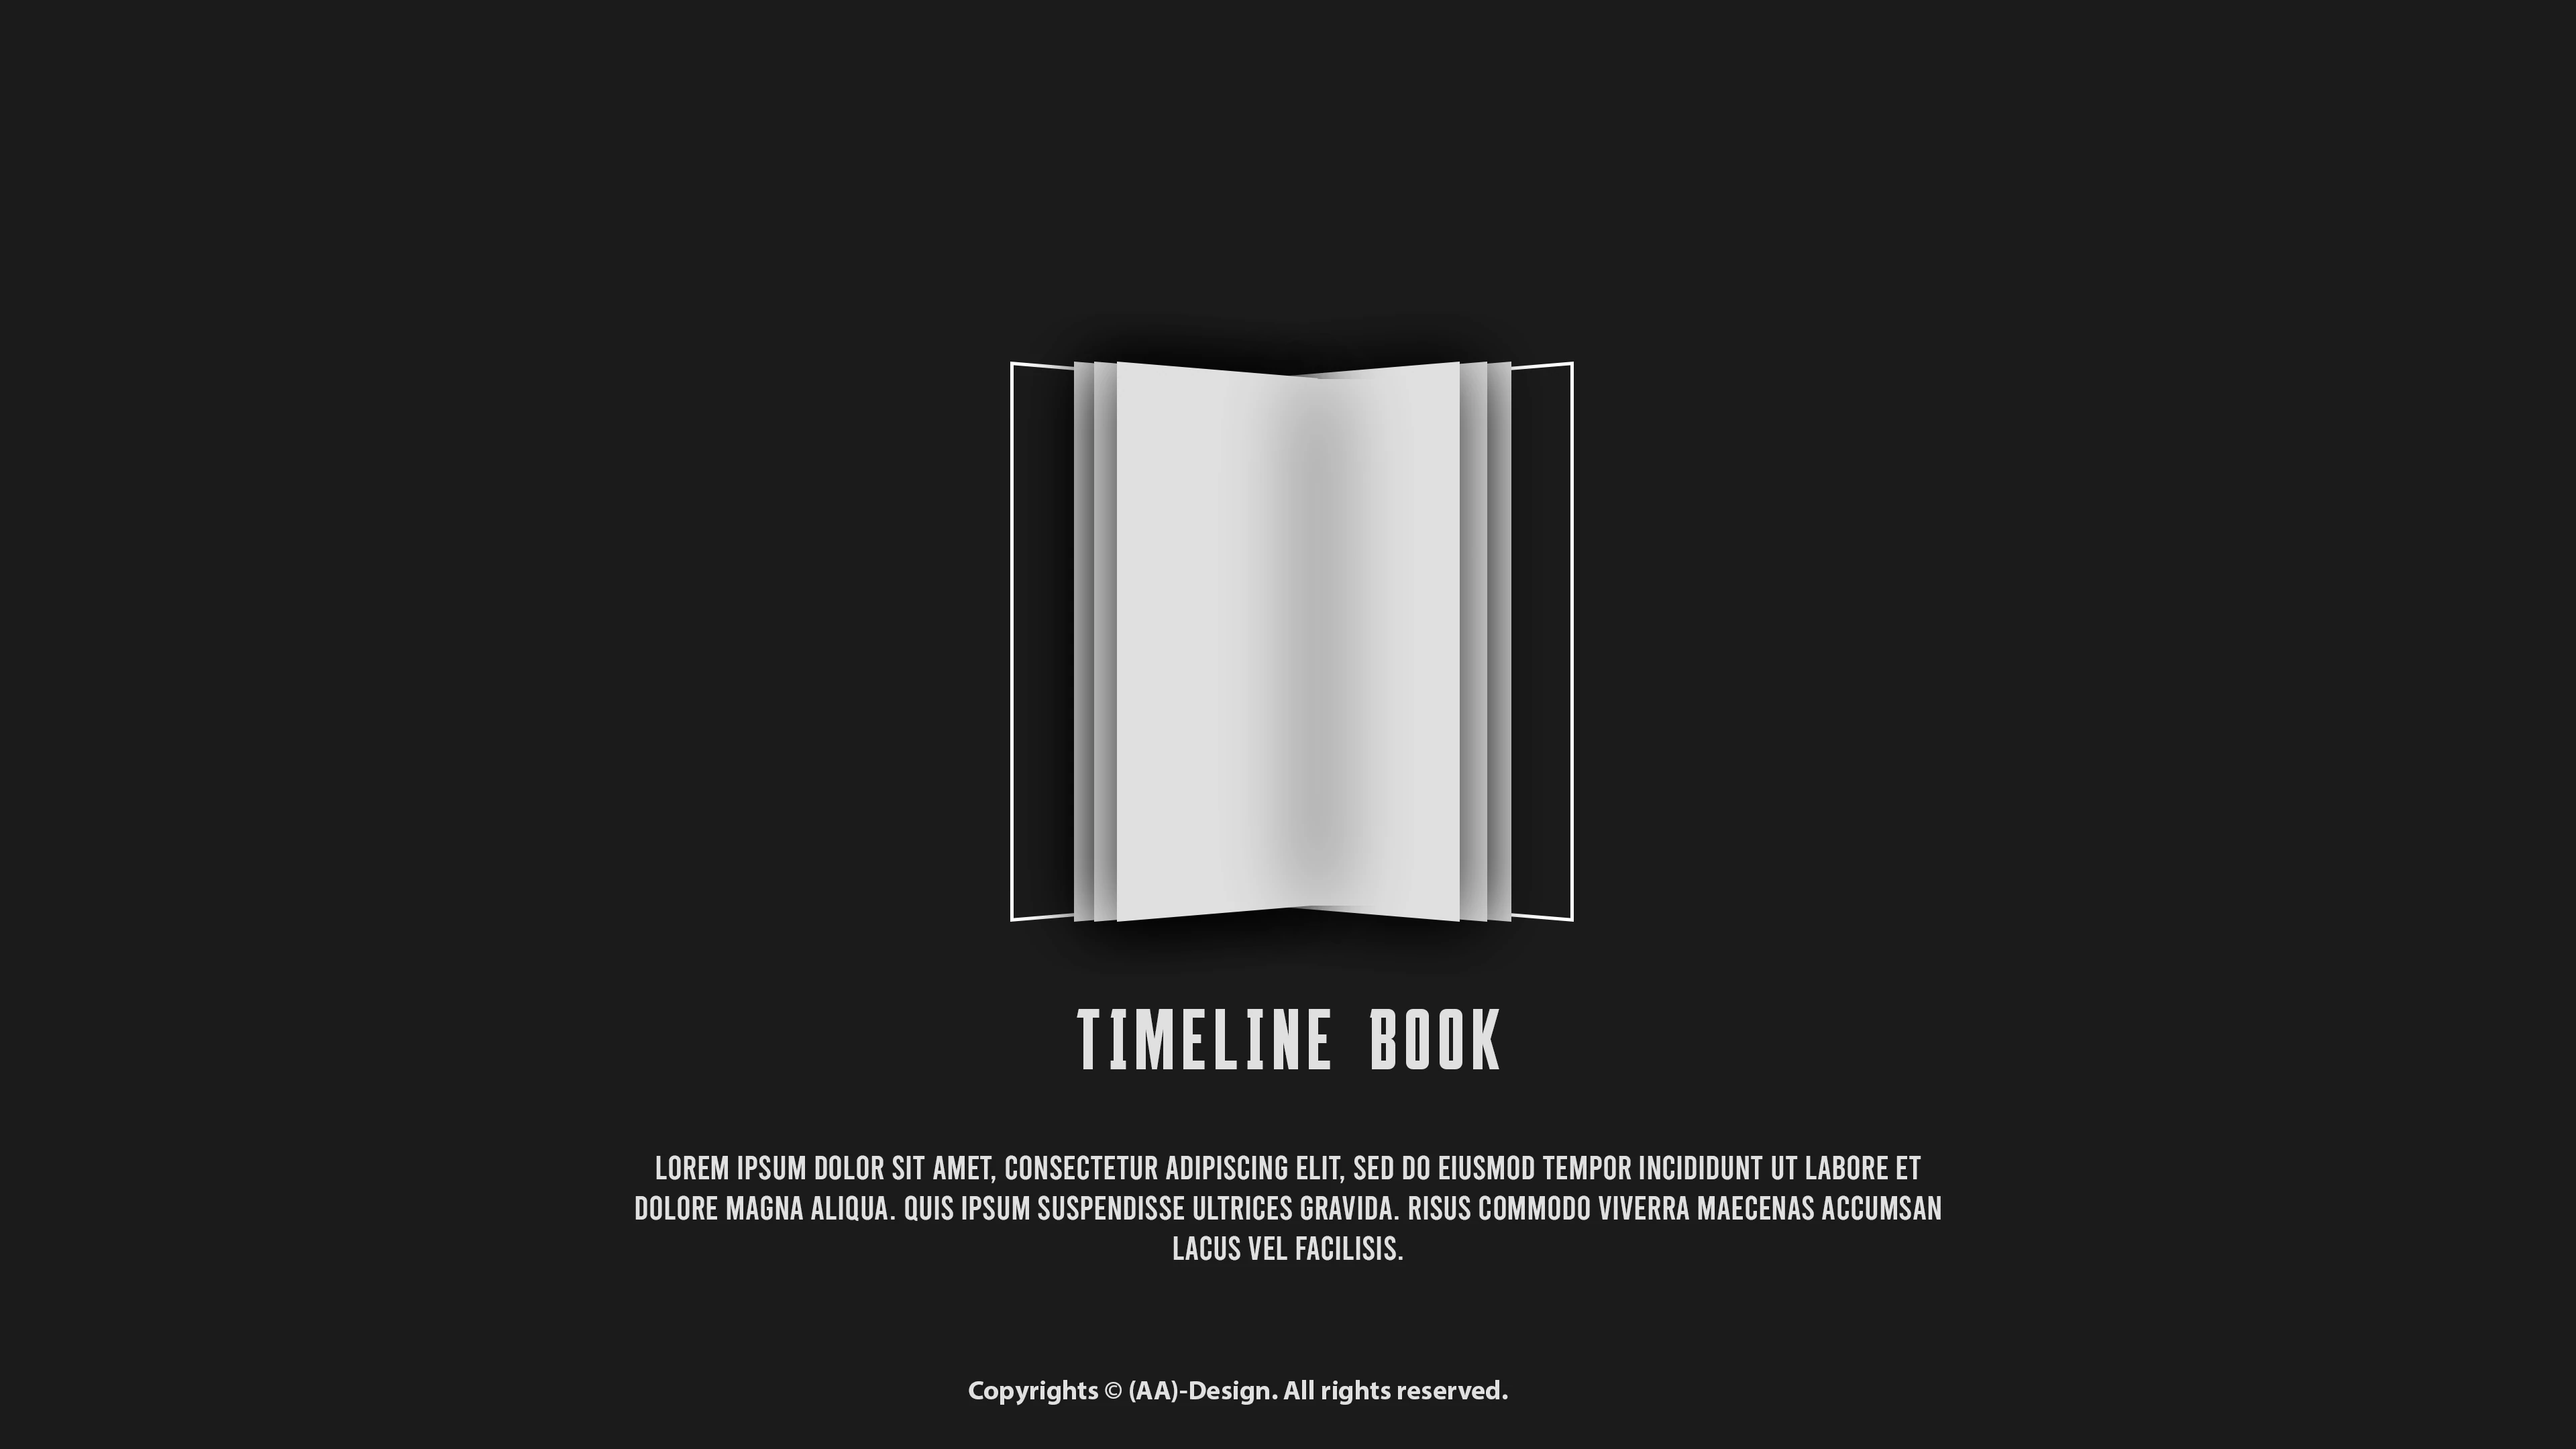 TIMELINE BOOK
LOREM IPSUM DOLOR SIT AMET, CONSECTETUR ADIPISCING ELIT, SED DO EIUSMOD TEMPOR INCIDIDUNT UT LABORE ET
DOLORE MAGNA ALIQUA. QUIS IPSUM SUSPENDISSE ULTRICES GRAVIDA. RISUS COMMODO VIVERRA MAECENAS ACCUMSAN
LACUS VEL FACILISIS.
Copyrights © (AA)-Design. All rights reserved.